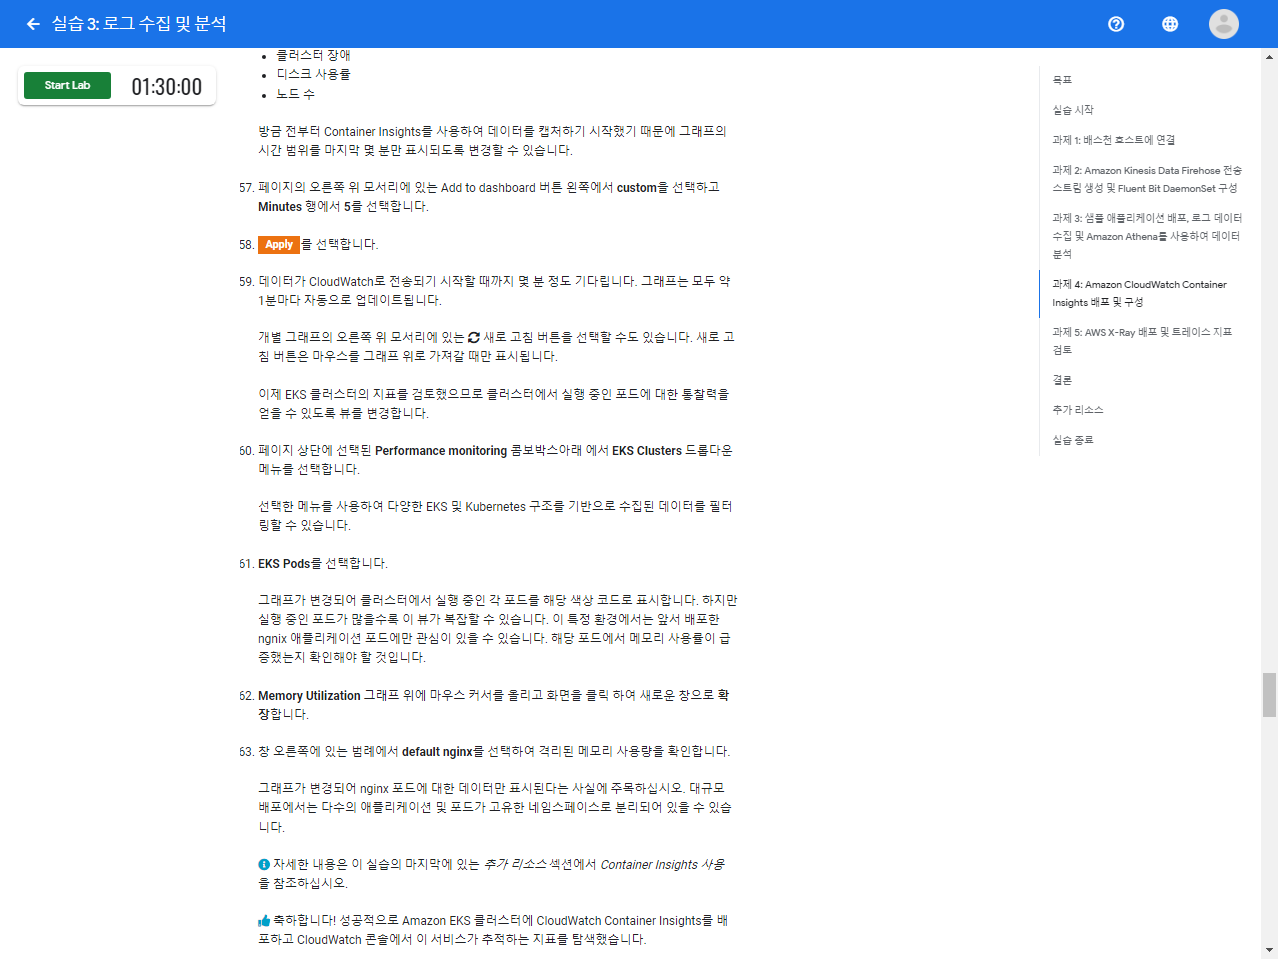 실습 3: 로그 수집 및 분석
Start Lab
01:30:00
클러스터 장애
디스크 사용률
노드 수
방금 전부터 Container Insights를 사용하여 데이터를 캡처하기 시작했기 때문에 그래프의
시간 범위를 마지막 몇 분만 표시되도록 변경할 수 있습니다.
57. 페이지의 오른쪽 위 모서리에 있는 Add to dashboard 버튼 왼쪽에서 custom을 선택하고
Minutes 행에서 5를 선택합니다.
58. Apply 를 선택합니다.
59. 데이터가 CloudWatch로 전송되기 시작할 때까지 몇 분 정도 기다립니다. 그래프는 모두 약
1분마다 자동으로 업데이트됩니다.
개별 그래프의 오른쪽 위 모서리에 있는 새로 고침 버튼을 선택할 수도 있습니다. 새로 고
침 버튼은 마우스를 그래프 위로 가져갈 때만 표시됩니다.
이제 EKS 클러스터의 지표를 검토했으므로 클러스터에서 실행 중인 포드에 대한 통찰력을
얻을 수 있도록 뷰를 변경합니다.
60. 페이지 상단에 선택된 Performance monitoring 콤보박스아래 에서 EKS Clusters 드롭다운
메뉴를 선택합니다.
선택한 메뉴를 사용하여 다양한 EKS 및 Kubernetes 구조를 기반으로 수집된 데이터를 필터
링할 수 있습니다.
61. EKS Pods를 선택합니다.
그래프가 변경되어 클러스터에서 실행 중인 각 포드를 해당 색상 코드로 표시합니다. 하지만
실행 중인 포드가 많을수록 이 뷰가 복잡할 수 있습니다. 이 특정 환경에서는 앞서 배포한
ngnix 애플리케이션 포드에만 관심이 있을 수 있습니다. 해당 포드에서 메모리 사용률이 급
증했는지 확인해야 할 것입니다.
62. Memory Utilization 그래프 위에 마우스 커서를 올리고 화면을 클릭 하여 새로운 창으로 확
장합니다.
63. 창 오른쪽에 있는 범례에서 default nginx를 선택하여 격리된 메모리 사용량을 확인합니다.
그래프가 변경되어 nginx 포드에 대한 데이터만 표시된다는 사실에 주목하십시오. 대규모
배포에서는 다수의 애플리케이션 및 포드가 고유한 네임스페이스로 분리되어 있을 수 있습
니다.
자세한 내용은 이 실습의 마지막에 있는 추가 리소스 섹션에서 Container Insights 사용
을 참조하십시오.
축하합니다! 성공적으로 Amazon EKS 클러스터에 CloudWatch Container Insights를 배
포하고 CloudWatch 콘솔에서 이 서비스가 추적하는 지표를 탐색했습니다.
목표
실습 시작
과제 1: 배스천 호스트에 연결
과제 2: Amazon Kinesis Data Firehose 전송
스트림 생성 및 Fluent Bit DaemonSet 구성
과제 3: 샘플 애플리케이션 배포, 로그 데이터
수집 및 Amazon Athena를 사용하여 데이터
분석
과제 4: Amazon CloudWatch Container
Insights 배포 및 구성
과제 5: AWS X-Ray 배포 및 트레이스 지표
검토
결론
추가 리소스
실습 종료